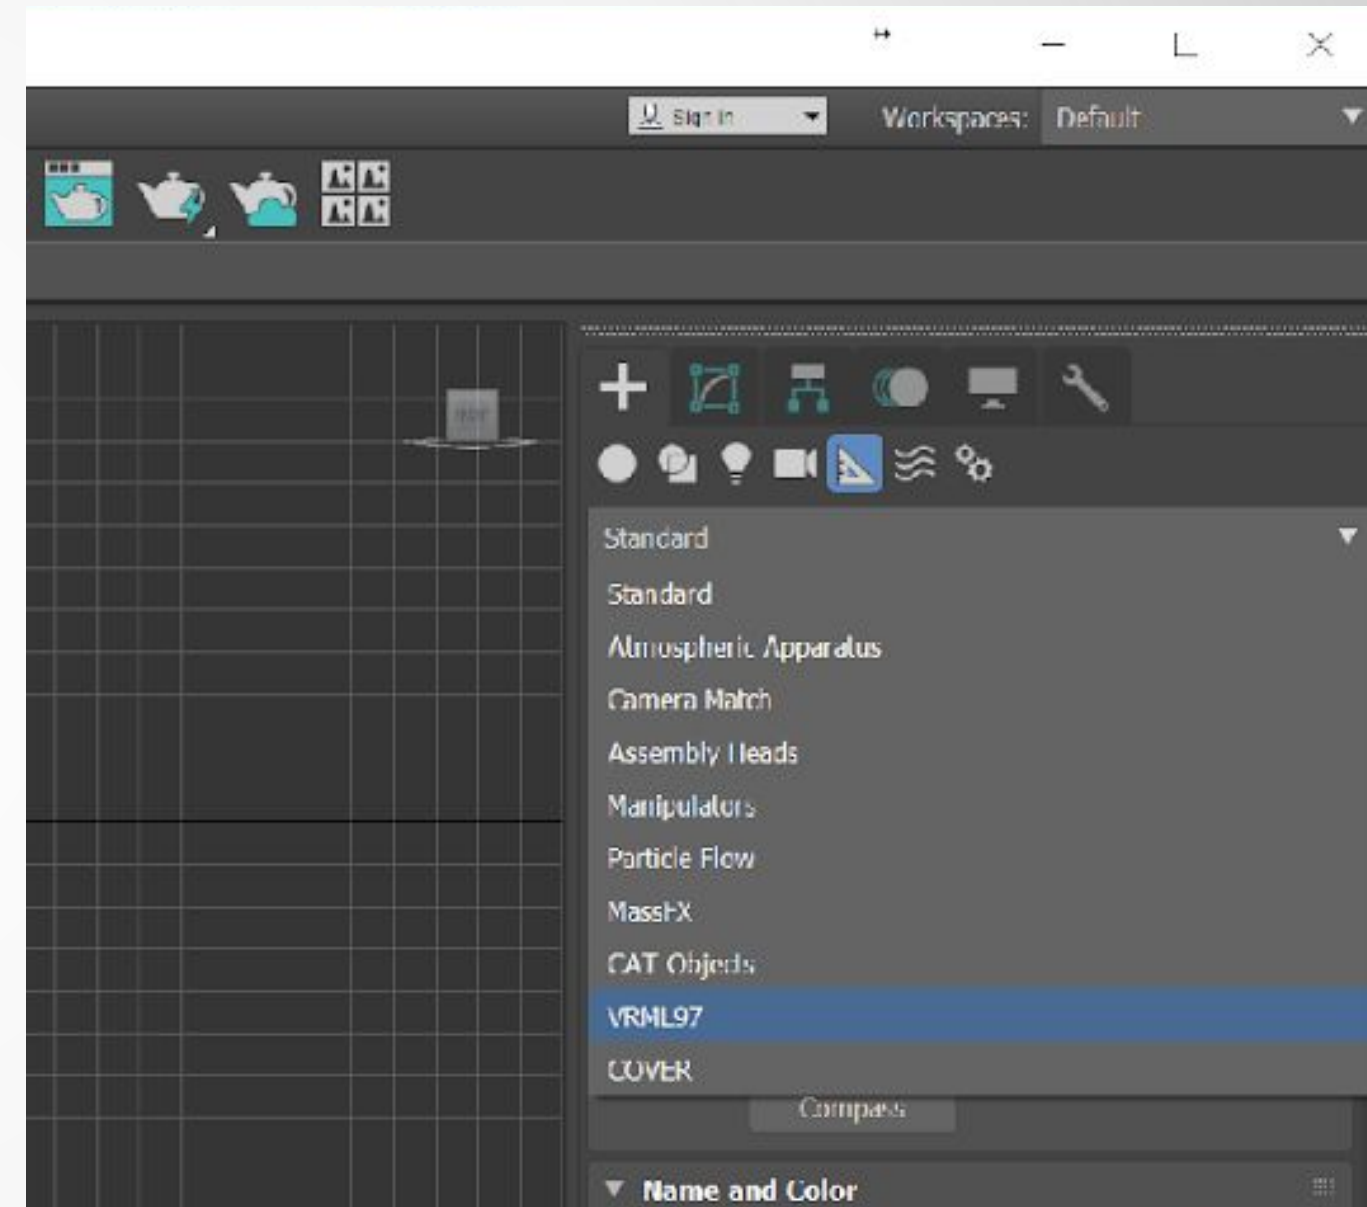 Sign In
Workspaces: Default
Standard
Standard
Atmospheric Apparatus
Camera Match
Assembly Heads
Manipulators
Particle Flow
MassFX
CAT Objects
VRML97
COVER
Compass
Name and Color